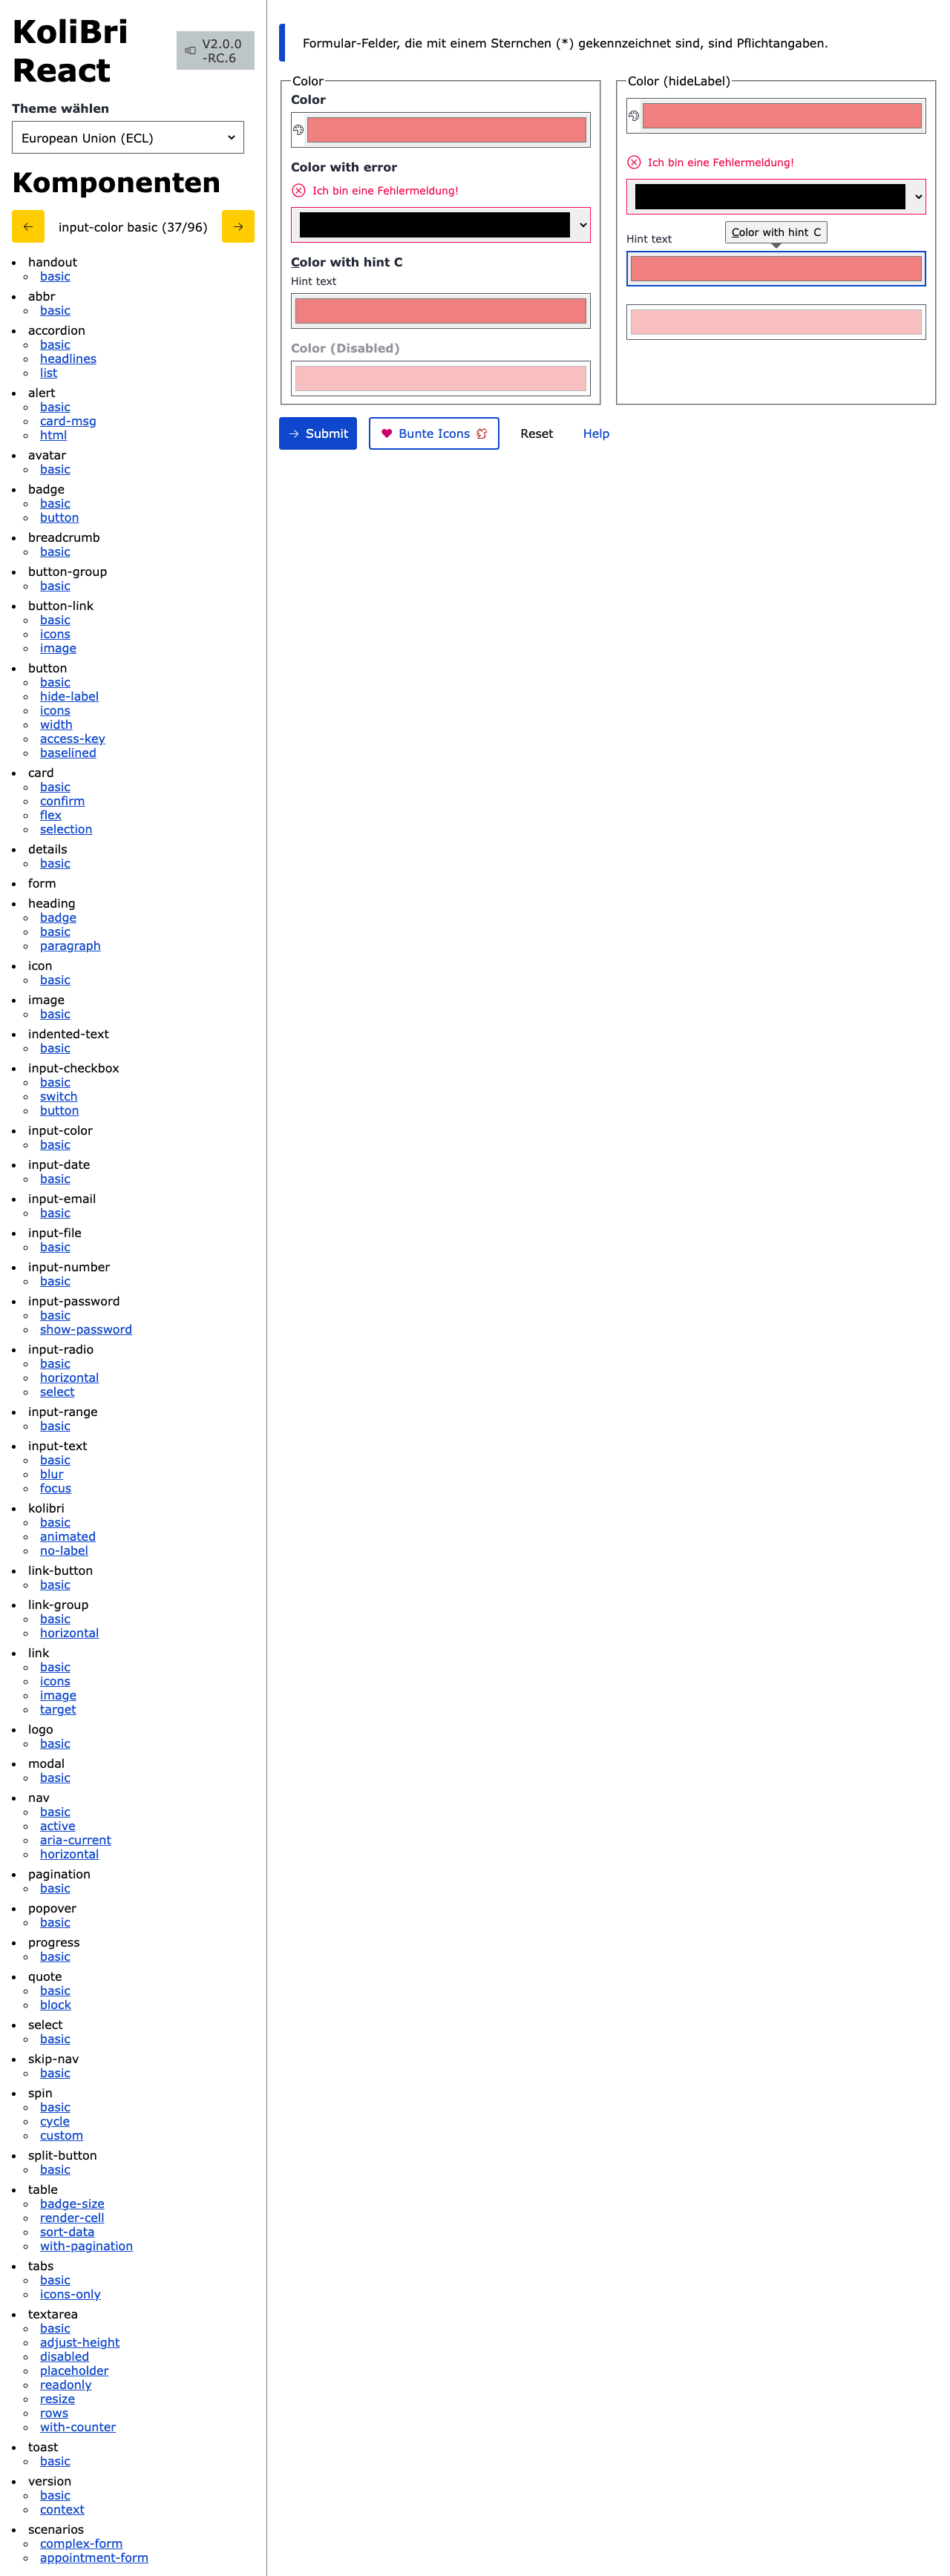 KoliBri
React
V2.0.0
-RC.6
Theme wählen
European Union (ECL)
Komponenten
← input-color basic (37/96) →
handout
basic
abbr
basic
accordion
basic
headlines
list
alert
basic
card-msg
html
avatar
basic
badge
basic
button
breadcrumb
basic
button-group
basic
button-link
basic
icons
image
button
basic
hide-label
icons
width
access-key
baselined
card
basic
confirm
flex
selection
details
basic
form
heading
badge
basic
paragraph
icon
basic
image
basic
indented-text
basic
input-checkbox
basic
switch
button
input-color
basic
input-date
basic
input-email
basic
input-file
basic
input-number
basic
input-password
basic
show-password
input-radio
basic
horizontal
select
input-range
basic
input-text
basic
blur
focus
kolibri
basic
animated
no-label
link-button
basic
link-group
basic
horizontal
link
basic
icons
image
target
logo
basic
modal
basic
nav
basic
active
aria-current
horizontal
pagination
basic
popover
basic
progress
basic
quote
basic
block
select
basic
skip-nav
basic
spin
basic
cycle
custom
split-button
basic
table
badge-size
render-cell
sort-data
with-pagination
tabs
basic
icons-only
textarea
basic
adjust-height
disabled
placeholder
readonly
resize
rows
with-counter
toast
basic
version
basic
context
scenarios
complex-form
appointment-form
Formular-Felder, die mit einem Sternchen (*) gekennzeichnet sind, sind Pflichtangaben.
Color
Color
Color with error
Ich bin eine Fehlermeldung!
Color with hint C
Hint text
Color (Disabled)
Color (hideLabel)
Ich bin eine Fehlermeldung!
Color with hint C
Hint text
→ Submit
Bunte Icons
Reset
Help